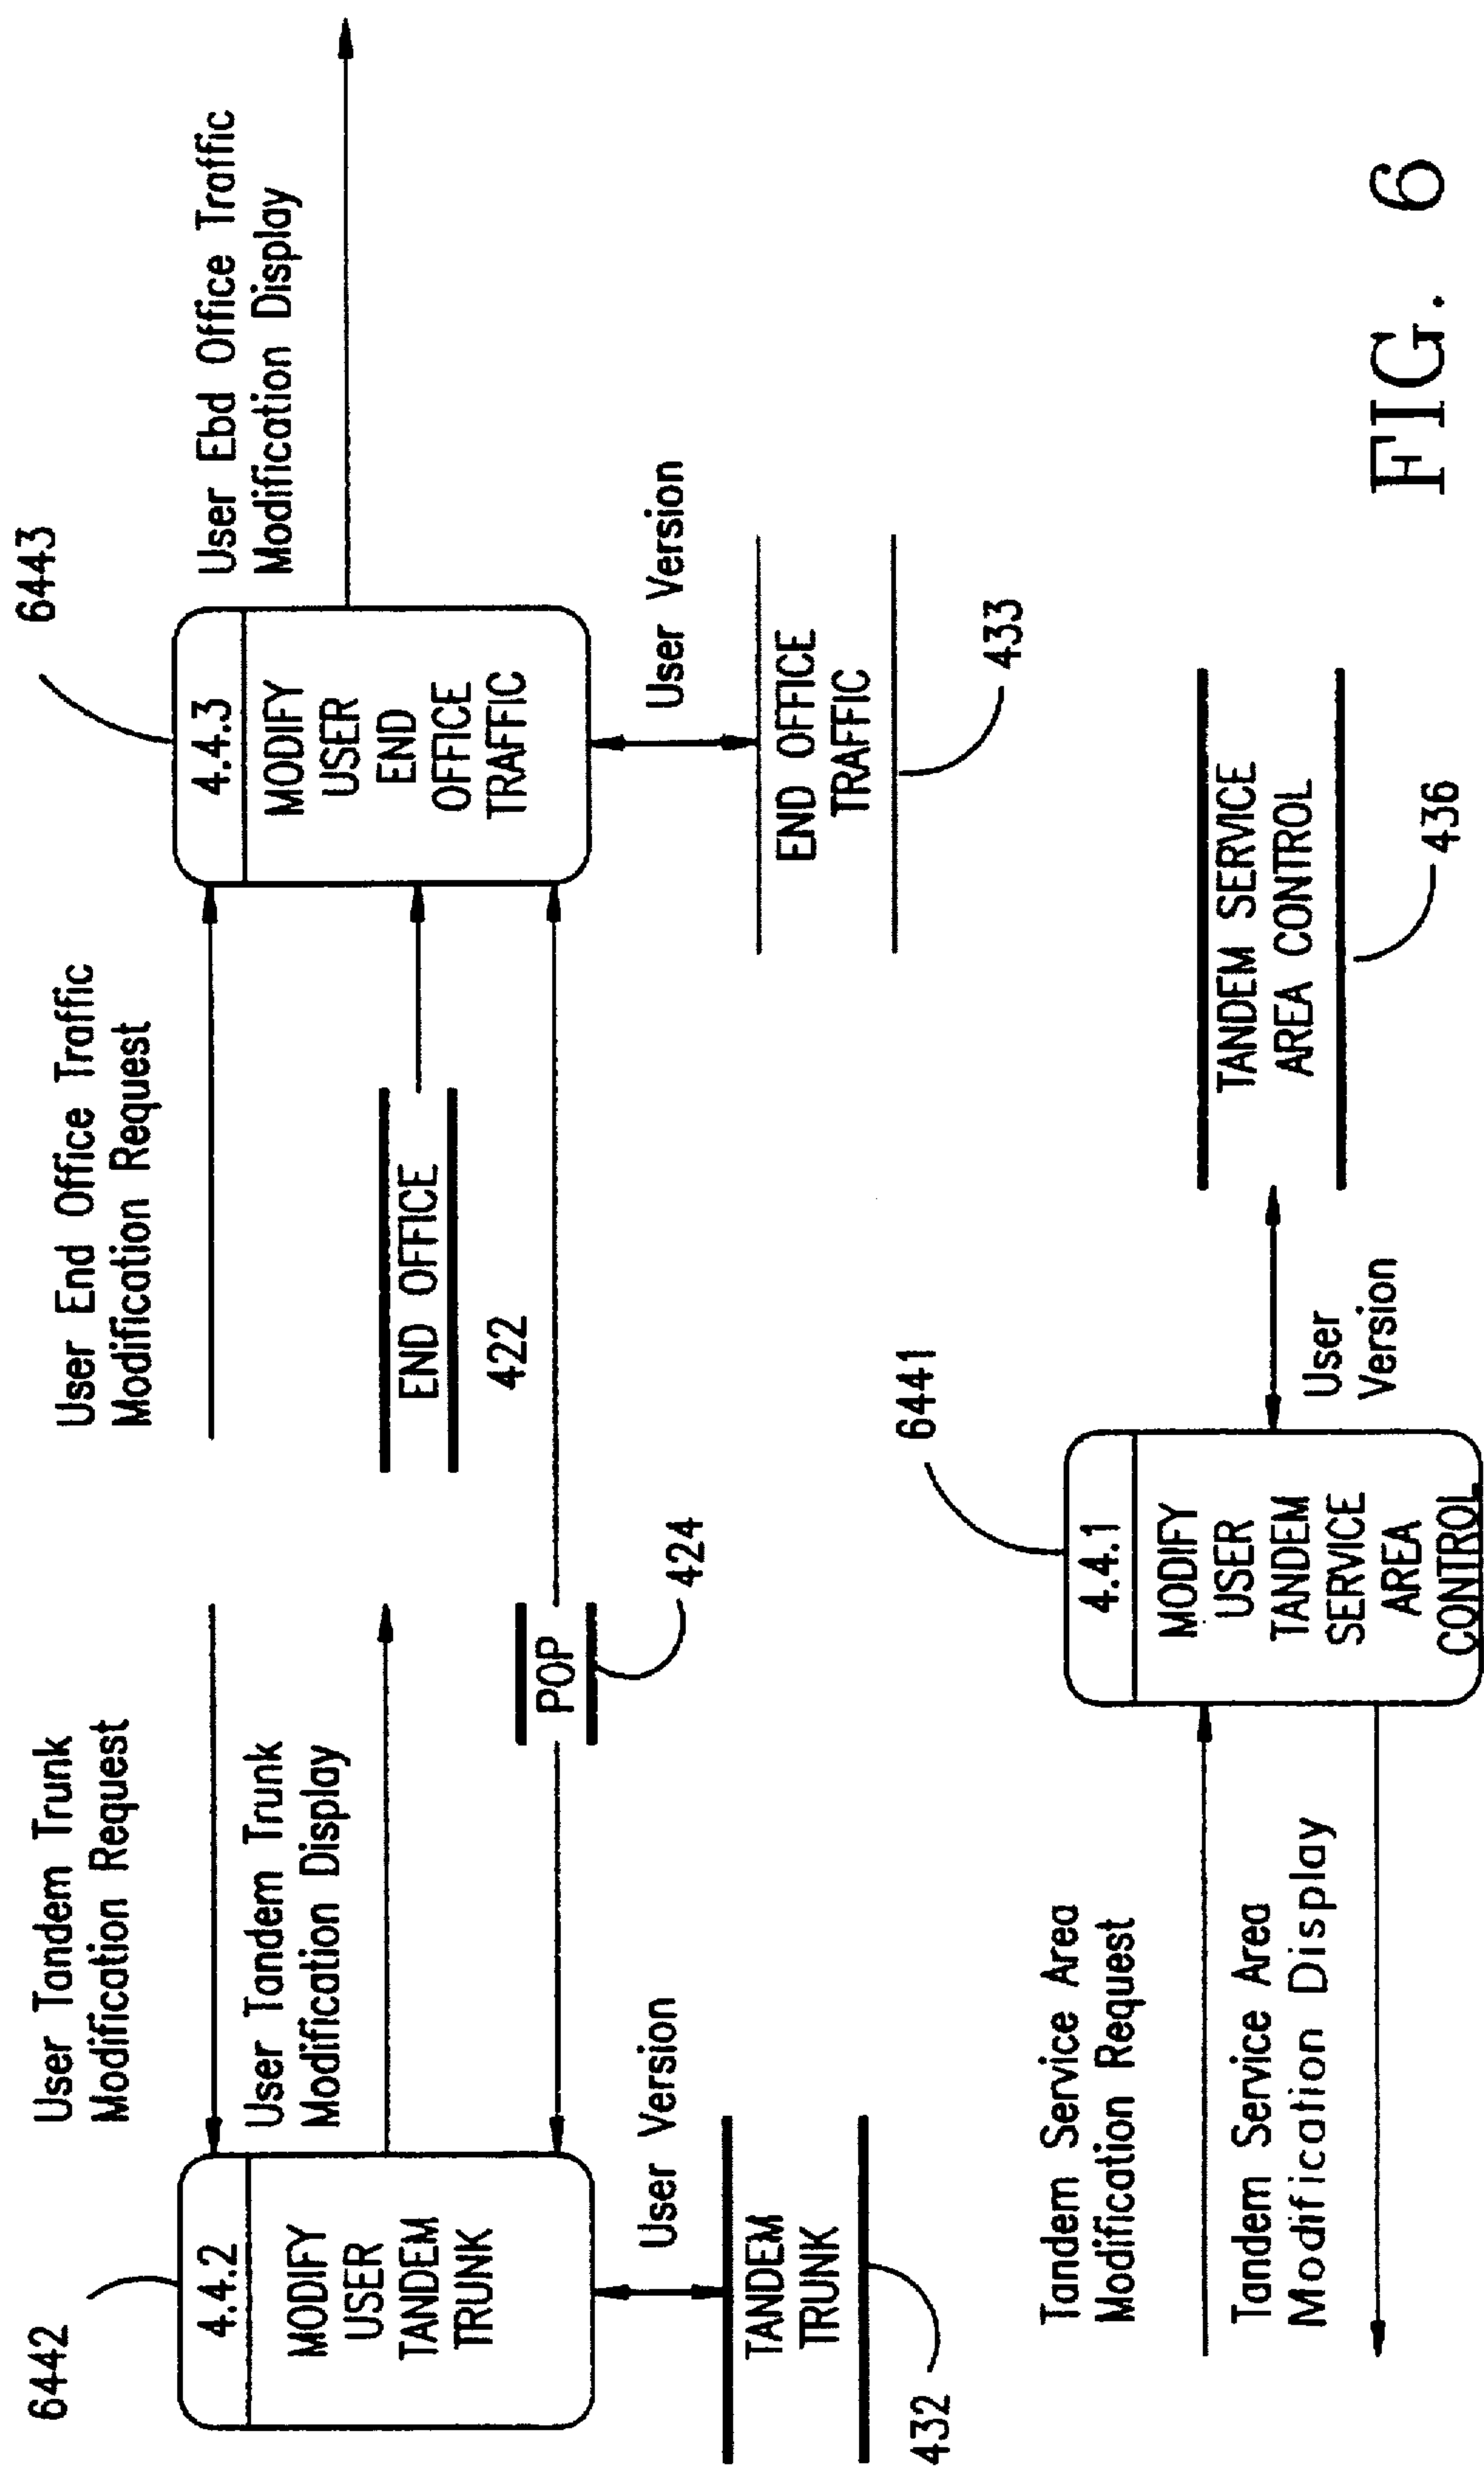 6442
4.4.2
MODIFY
USER
TANDEM
TRUNK
User Tandem Trunk
Modification Request
User Tandem Trunk
Modification Display
User Version
TANDEM
TRUNK
432
POP
424
User End Office Traffic
Modification Request
END OFFICE
422
6443
4.4.3
MODIFY
USER
END
OFFICE
TRAFFIC
User Ebd Office Traffic
Modification Display
User Version
END OFFICE
TRAFFIC
433
Tandem Service Area
Modification Request
Tandem Service Area
Modification Display
6441
4.4.1
MODIFY
USER
TANDEM
SERVICE
AREA
CONTROL
User
Version
TANDEM SERVICE
AREA CONTROL
436
FIG. 6